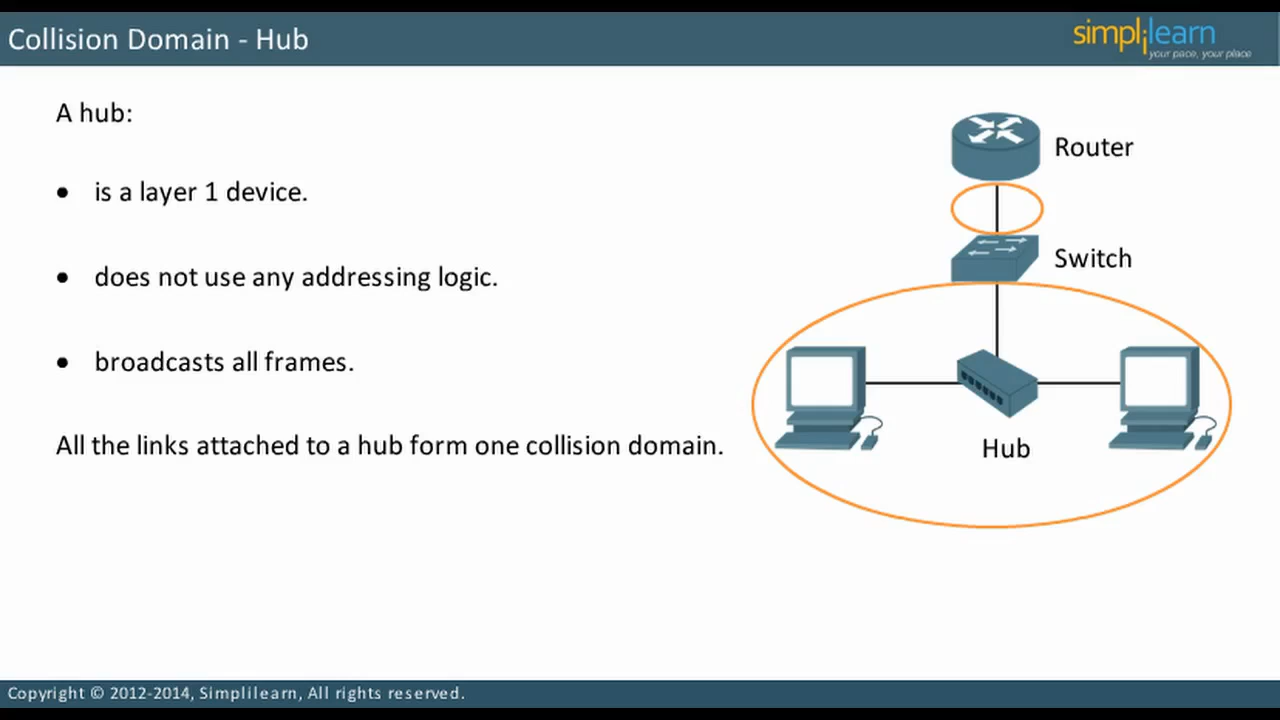 Collision Domain - Hub
simplilearn
your pace, your place
A hub:
• is a layer 1 device.
• does not use any addressing logic.
• broadcasts all frames.
All the links attached to a hub form one collision domain.
Router
Switch
Hub
Copyright © 2012-2014, Simplilearn, All rights reserved.